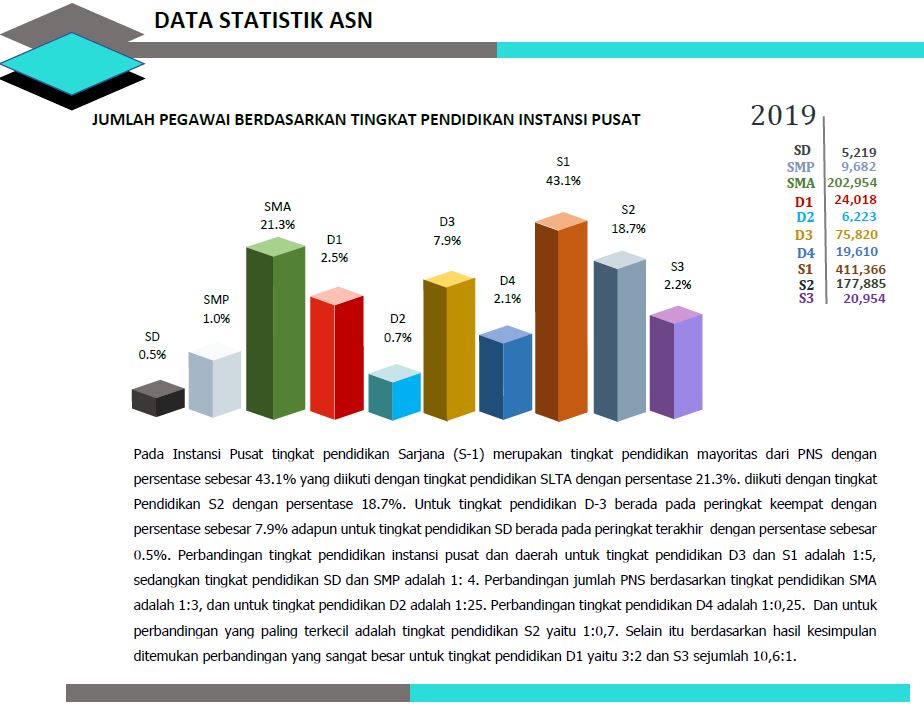 DATA STATISTIK ASN
JUMLAH PEGAWAI BERDASARKAN TINGKAT PENDIDIKAN INSTANSI PUSAT
2019
SD 5,219
SMP 9,682
SMA 202,954
D1 24,018
D2 6,223
D3 75,820
D4 19,610
S1 411,366
S2 177,885
S3 20,954
SD
0.5%
SMP
1.0%
SMA
21.3%
D1
2.5%
D2
0.7%
D3
7.9%
D4
2.1%
S1
43.1%
S2
18.7%
S3
2.2%
Pada Instansi Pusat tingkat pendidikan Sarjana (S-1) merupakan tingkat pendidikan mayoritas dari PNS dengan
persentase sebesar 43.1% yang diikuti dengan tingkat pendidikan SLTA dengan persentase 21.3%. diikuti dengan tingkat
Pendidikan S2 dengan persentase 18.7%. Untuk tingkat pendidikan D-3 berada pada peringkat keempat dengan
persentase sebesar 7.9% adapun untuk tingkat pendidikan SD berada pada peringkat terakhir dengan persentase sebesar
0.5%. Perbandingan tingkat pendidikan instansi pusat dan daerah untuk tingkat pendidikan D3 dan S1 adalah 1:5,
sedangkan tingkat pendidikan SD dan SMP adalah 1: 4. Perbandingan jumlah PNS berdasarkan tingkat pendidikan SMA
adalah 1:3, dan untuk tingkat pendidikan D2 adalah 1:25. Perbandingan tingkat pendidikan D4 adalah 1:0,25. Dan untuk
perbandingan yang paling terkecil adalah tingkat pendidikan S2 yaitu 1:0,7. Selain itu berdasarkan hasil kesimpulan
ditemukan perbandingan yang sangat besar untuk tingkat pendidikan D1 yaitu 3:2 dan S3 sejumlah 10,6:1.